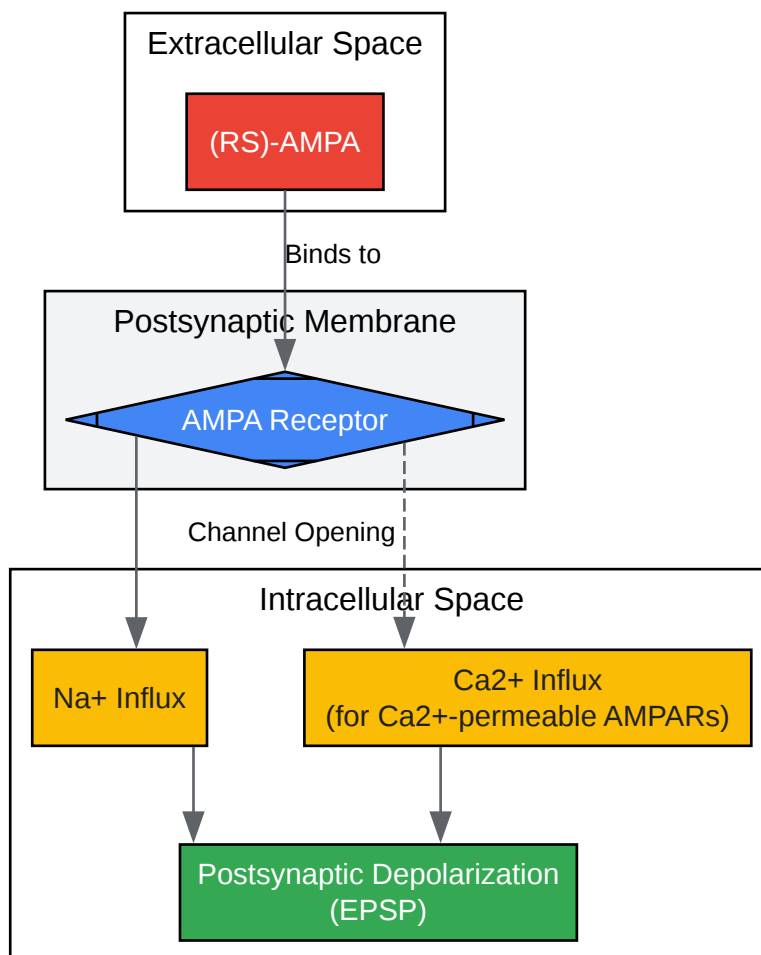 Extracellular Space
(RS)-AMPA
Binds to
Postsynaptic Membrane
AMPA Receptor
Channel Opening
Intracellular Space
Na+ Influx
Ca2+ Influx
(for Ca2+-permeable AMPARs)
Postsynaptic Depolarization
(EPSP)